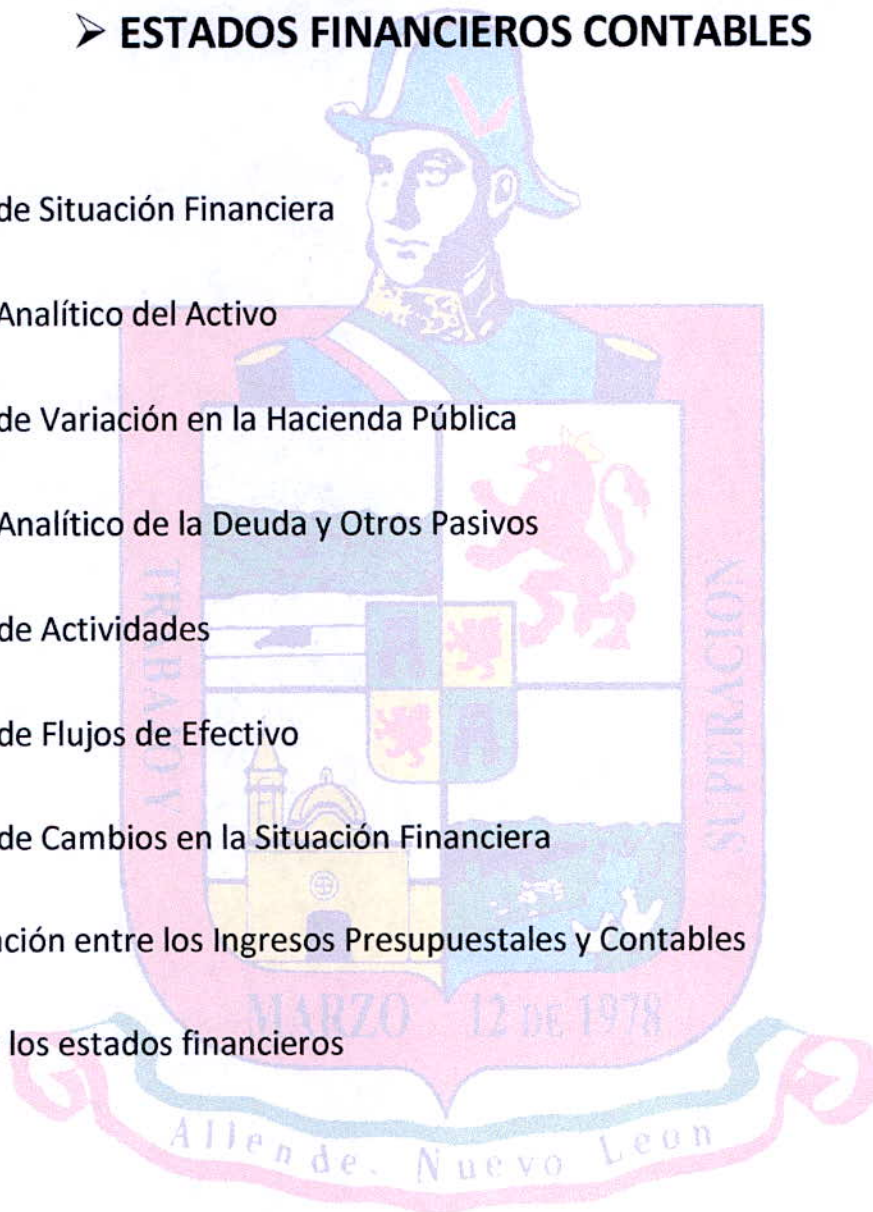 ➢ ESTADOS FINANCIEROS CONTABLES
de Situación Financiera
Analítico del Activo
de Variación en la Hacienda Pública
Analítico de la Deuda y Otros Pasivos
de Actividades
de Flujos de Efectivo
de Cambios en la Situación Financiera
ación entre los Ingresos Presupuestales y Contables
los estados financieros
TRABAJO Y
SUPERACION
MARZO 12 DE 1978
Allende, Nuevo Leon